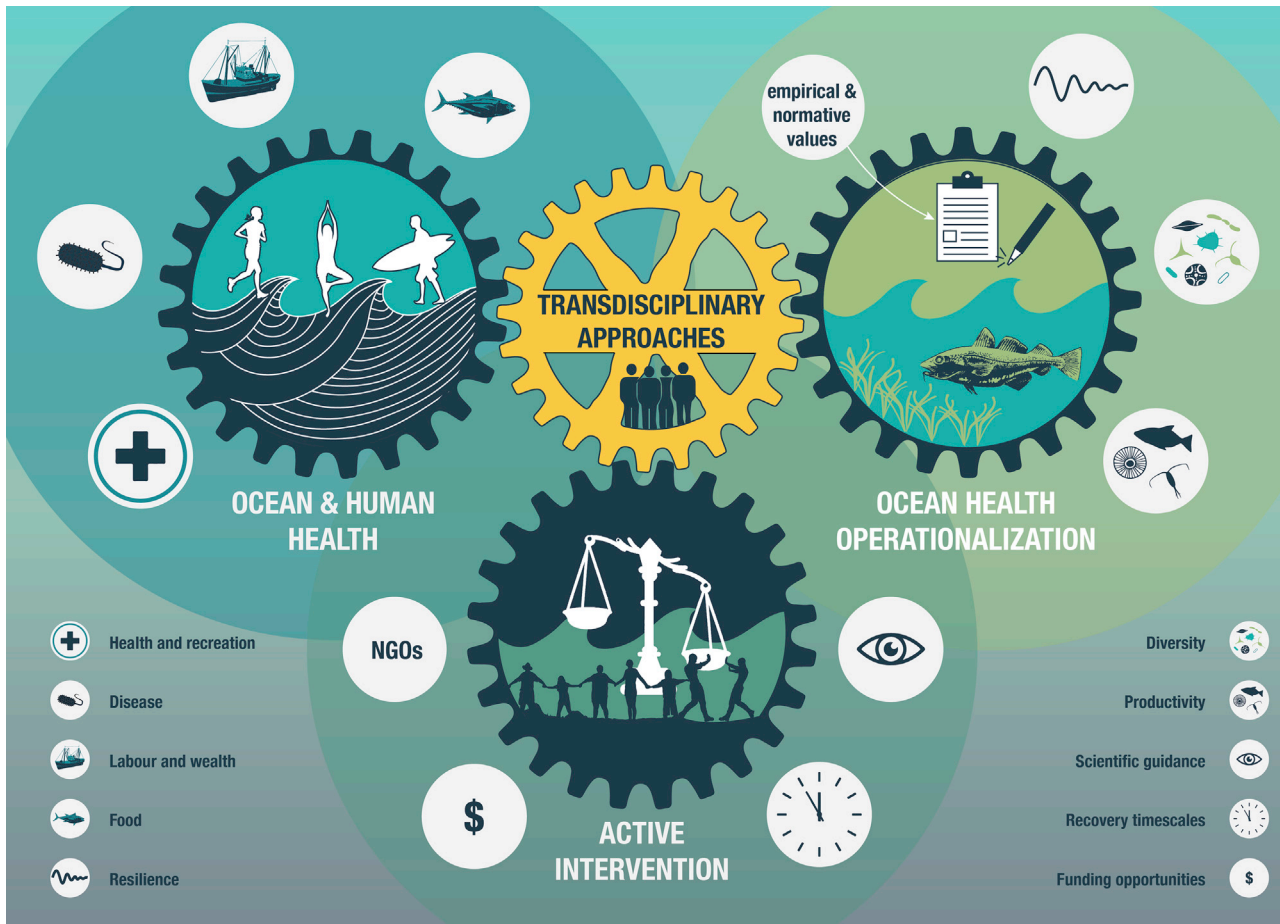 empirical &
normative
values
TRANSDISCIPLINARY
APPROACHES
OCEAN & HUMAN
HEALTH
OCEAN HEALTH
OPERATIONALIZATION
NGOs
$
ACTIVE
INTERVENTION
Health and recreation
Disease
Labour and wealth
Food
Resilience
Diversity
Productivity
Scientific guidance
Recovery timescales
Funding opportunities
$